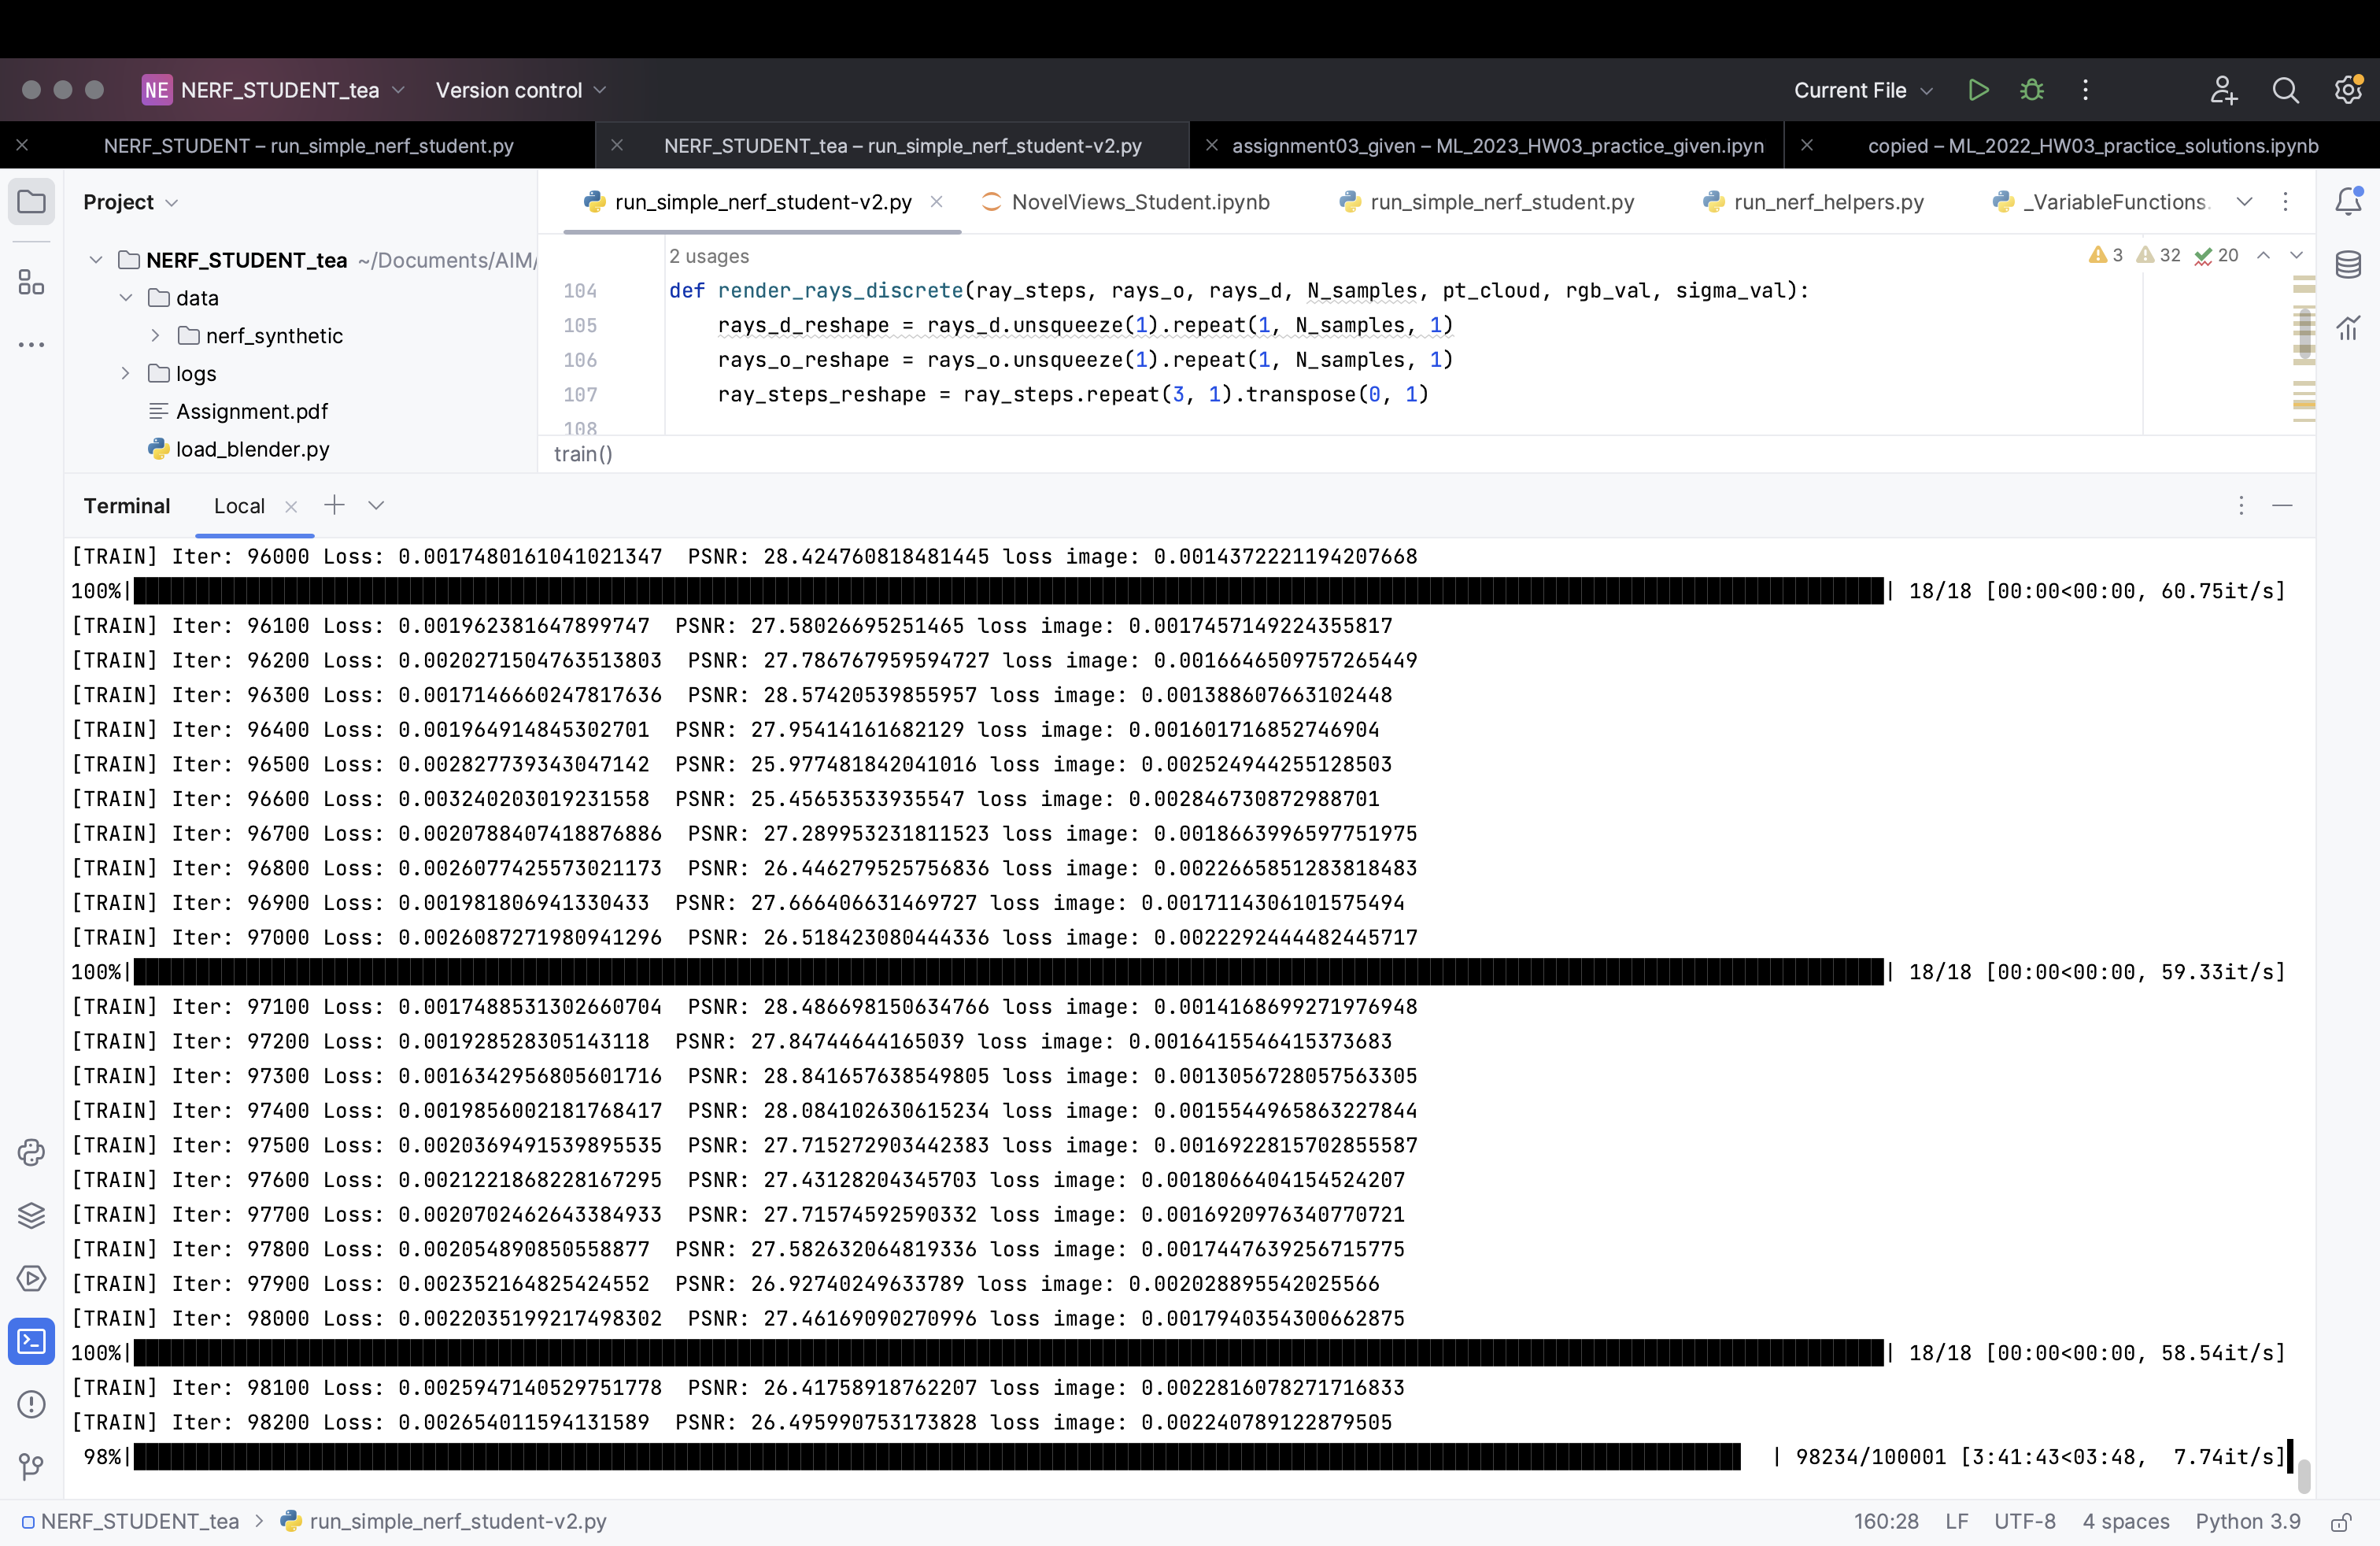 NE NERF_STUDENT_tea Version control Current File
NERF_STUDENT – run_simple_nerf_student.py NERF_STUDENT_tea – run_simple_nerf_student-v2.py assignment03_given – ML_2023_HW03_practice_given.ipyn copied – ML_2022_HW03_practice_solutions.ipynb
Project
run_simple_nerf_student-v2.py NovelViews_Student.ipynb run_simple_nerf_student.py run_nerf_helpers.py _VariableFunctions.
NERF_STUDENT_tea ~/Documents/AIM/
data
nerf_synthetic
logs
Assignment.pdf
load_blender.py
2 usages 3 32 20
104 def render_rays_discrete(ray_steps, rays_o, rays_d, N_samples, pt_cloud, rgb_val, sigma_val):
105 rays_d_reshape = rays_d.unsqueeze(1).repeat(1, N_samples, 1)
106 rays_o_reshape = rays_o.unsqueeze(1).repeat(1, N_samples, 1)
107 ray_steps_reshape = ray_steps.repeat(3, 1).transpose(0, 1)
108
train()
Terminal Local
[TRAIN] Iter: 96000 Loss: 0.0017480161041021347  PSNR: 28.424760818481445 loss image: 0.0014372221194207668
100%| | 18/18 [00:00<00:00, 60.75it/s]
[TRAIN] Iter: 96100 Loss: 0.001962381647899747  PSNR: 27.58026695251465 loss image: 0.0017457149224355817
[TRAIN] Iter: 96200 Loss: 0.0020271504763513803  PSNR: 27.786767959594727 loss image: 0.0016646509757265449
[TRAIN] Iter: 96300 Loss: 0.0017146660247817636  PSNR: 28.57420539855957 loss image: 0.001388607663102448
[TRAIN] Iter: 96400 Loss: 0.001964914845302701  PSNR: 27.95414161682129 loss image: 0.001601716852746904
[TRAIN] Iter: 96500 Loss: 0.002827739343047142  PSNR: 25.977481842041016 loss image: 0.002524944255128503
[TRAIN] Iter: 96600 Loss: 0.003240203019231558  PSNR: 25.45653533935547 loss image: 0.002846730872988701
[TRAIN] Iter: 96700 Loss: 0.0020788407418876886  PSNR: 27.289953231811523 loss image: 0.0018663996597751975
[TRAIN] Iter: 96800 Loss: 0.0026077425573021173  PSNR: 26.446279525756836 loss image: 0.0022665851283818483
[TRAIN] Iter: 96900 Loss: 0.001981806941330433  PSNR: 27.666406631469727 loss image: 0.0017114306101575494
[TRAIN] Iter: 97000 Loss: 0.0026087271980941296  PSNR: 26.518423080444336 loss image: 0.0022292444482445717
100%| | 18/18 [00:00<00:00, 59.33it/s]
[TRAIN] Iter: 97100 Loss: 0.0017488531302660704  PSNR: 28.486698150634766 loss image: 0.0014168699271976948
[TRAIN] Iter: 97200 Loss: 0.001928528305143118  PSNR: 27.84744644165039 loss image: 0.0016415546415373683
[TRAIN] Iter: 97300 Loss: 0.0016342956805601716  PSNR: 28.841657638549805 loss image: 0.0013056728057563305
[TRAIN] Iter: 97400 Loss: 0.0019856002181768417  PSNR: 28.084102630615234 loss image: 0.0015544965863227844
[TRAIN] Iter: 97500 Loss: 0.0020369491539895535  PSNR: 27.715272903442383 loss image: 0.0016922815702855587
[TRAIN] Iter: 97600 Loss: 0.0021221868228167295  PSNR: 27.43128204345703 loss image: 0.0018066404154524207
[TRAIN] Iter: 97700 Loss: 0.0020702462643384933  PSNR: 27.71574592590332 loss image: 0.0016920976340770721
[TRAIN] Iter: 97800 Loss: 0.002054890850558877  PSNR: 27.582632064819336 loss image: 0.0017447639256715775
[TRAIN] Iter: 97900 Loss: 0.002352164825424552  PSNR: 26.92740249633789 loss image: 0.002028895542025566
[TRAIN] Iter: 98000 Loss: 0.0022035199217498302  PSNR: 27.46169090270996 loss image: 0.0017940354300662875
100%| | 18/18 [00:00<00:00, 58.54it/s]
[TRAIN] Iter: 98100 Loss: 0.0025947140529751778  PSNR: 26.41758918762207 loss image: 0.0022816078271716833
[TRAIN] Iter: 98200 Loss: 0.002654011594131589  PSNR: 26.495990753173828 loss image: 0.002240789122879505
98%| | 98234/100001 [3:41:43<03:48,  7.74it/s]
NERF_STUDENT_tea > run_simple_nerf_student-v2.py 160:28 LF UTF-8 4 spaces Python 3.9